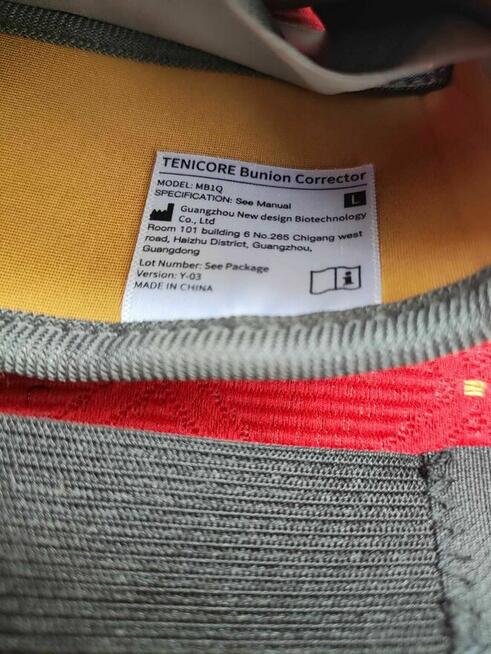 TENICORE Bunion Corrector
MODEL: MB1Q
SPECIFICATION: See Manual
L
Guangzhou New design Biotechnology
Co., Ltd
Room 101 building 6 No.265 Chigang west
road, Haizhu District, Guangzhou,
Guangdong
Lot Number: See Package
Version: Y-03
MADE IN CHINA